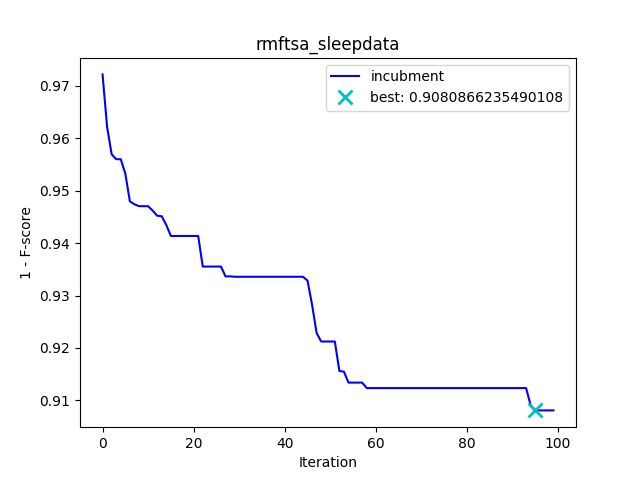 rmftsa_sleepdata
incubment
best: 0.9080866235490108
0.97
0.96
0.95
0.94
0.93
0.92
0.91
1 - F-score
0 20 40 60 80 100
Iteration